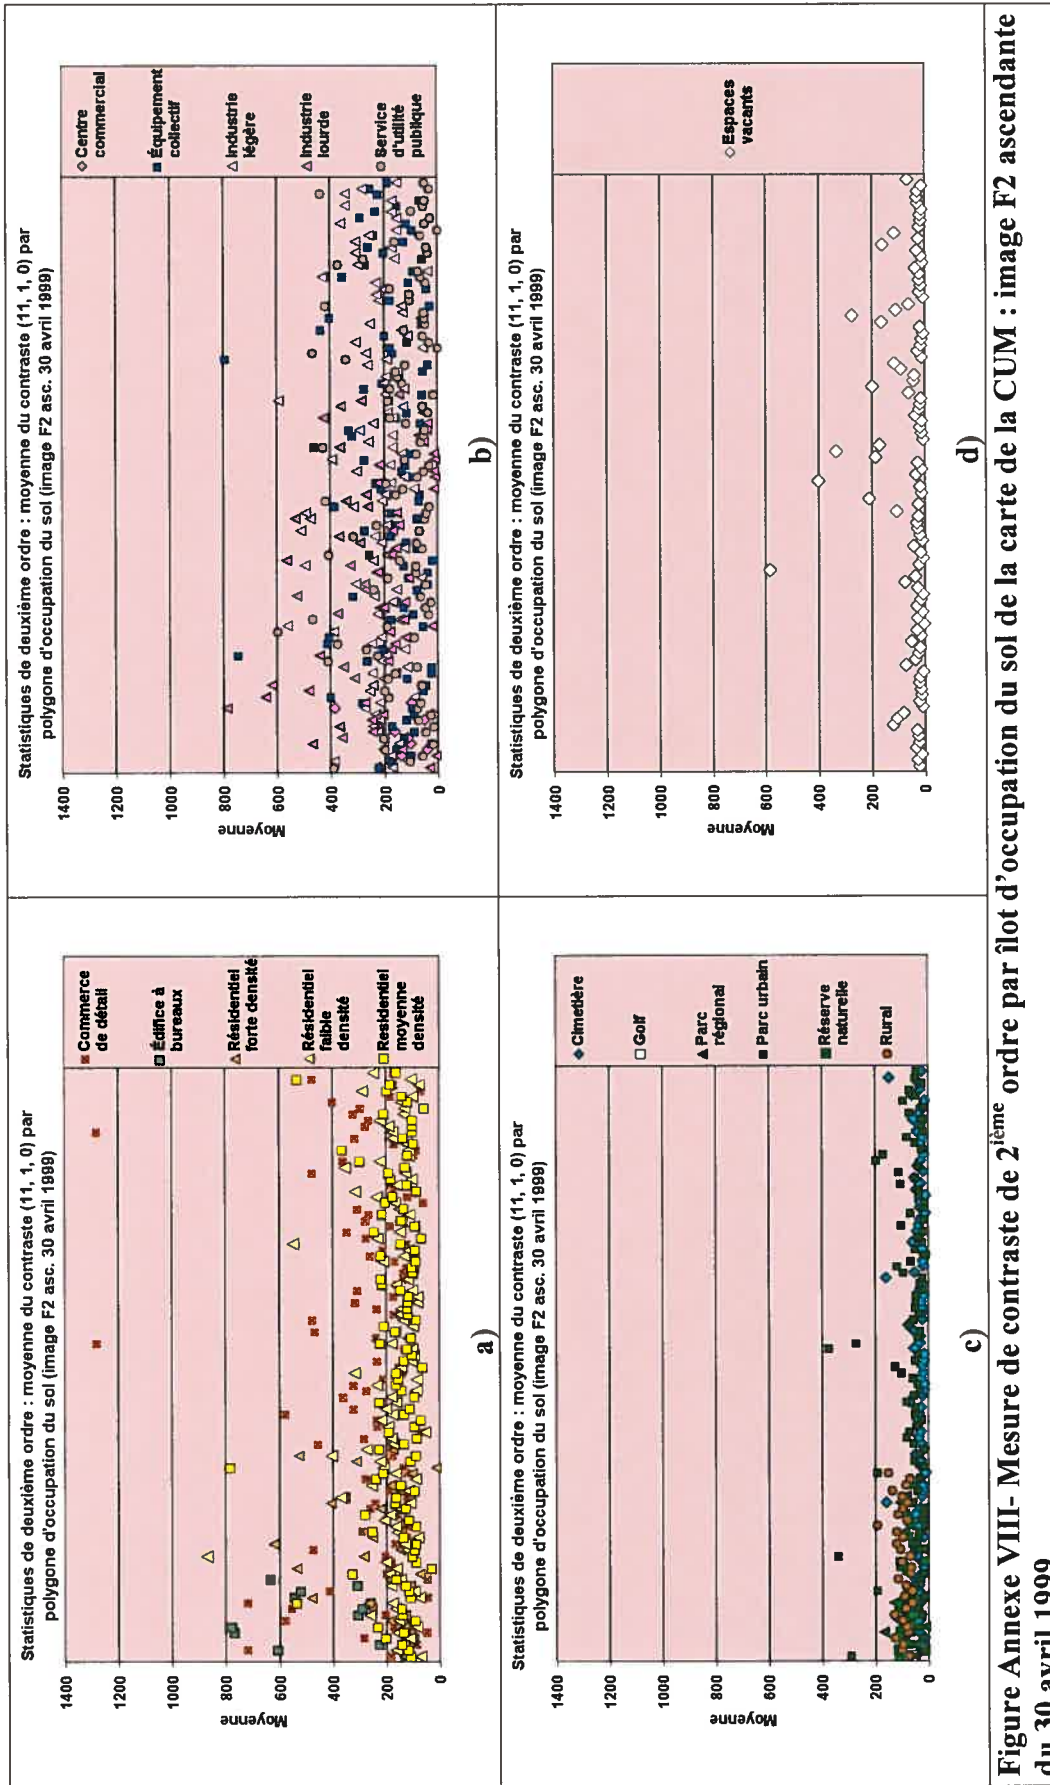 Statistiques de deuxième ordre : moyenne du contraste (11, 1, 0) par
polygone d'occupation du sol (image F2 asc. 30 avril 1999)
1400
1200
1000
800
600
400
200
0
Moyenne
Commerce
de détail
Édifice à
bureaux
Résidentiel
forte densité
Résidentiel
faible
densité
Residentiel
moyenne
densité
a)
Statistiques de deuxième ordre : moyenne du contraste (11, 1, 0) par
polygone d'occupation du sol (image F2 asc. 30 avril 1999)
1400
1200
1000
800
600
400
200
0
Moyenne
Centre
commercial
Équipement
collectif
Industrie
légère
Industrie
lourde
Service
d'utilité
publique
b)
Statistiques de deuxième ordre : moyenne du contraste (11, 1, 0) par
polygone d'occupation du sol (image F2 asc. 30 avril 1999)
1400
1200
1000
800
600
400
200
0
Moyenne
Cimetière
Golf
Parc
régional
Parc urbain
Réserve
naturelle
Rural
c)
Statistiques de deuxième ordre : moyenne du contraste (11, 1, 0) par
polygone d'occupation du sol (image F2 asc. 30 avril 1999)
1400
1200
1000
800
600
400
200
0
Moyenne
Espaces
vacants
d)
Figure Annexe VIII- Mesure de contraste de 2ième ordre par îlot d'occupation du sol de la carte de la CUM : image F2 ascendante
du 30 avril 1999